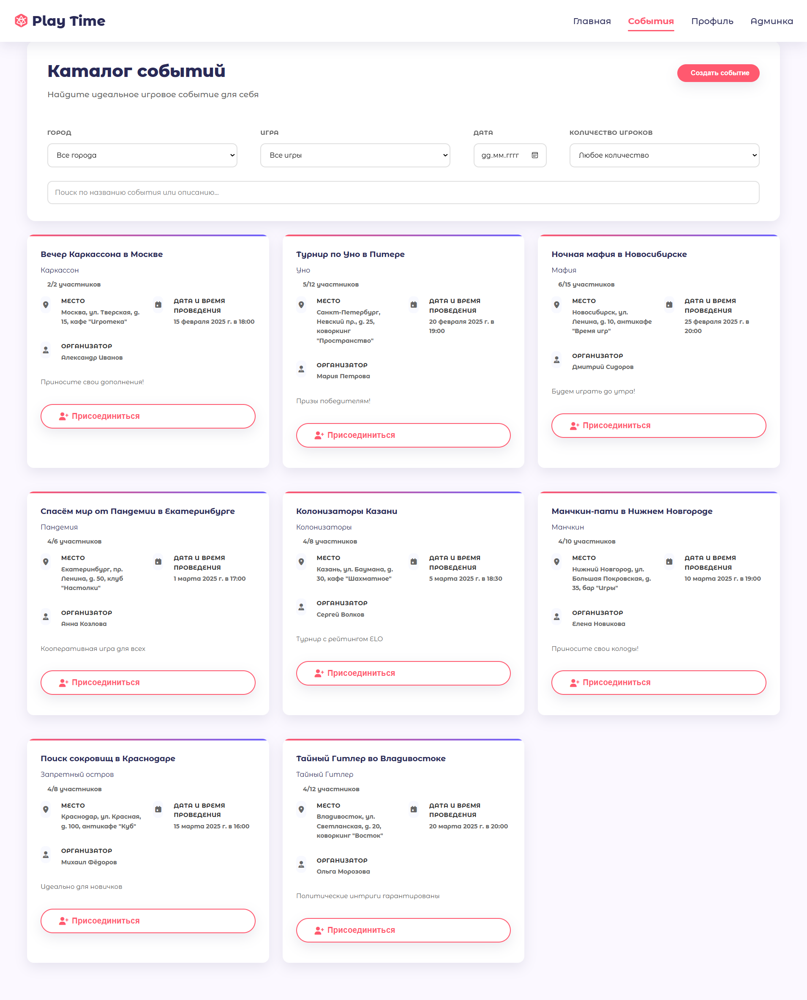 Play Time
Главная
События
Профиль
Админка
Каталог событий
Создать событие
Найдите идеальное игровое событие для себя
ГОРОД
ИГРА
ДАТА
КОЛИЧЕСТВО ИГРОКОВ
Все города
Все игры
дд.мм.гггг
Любое количество
Поиск по названию события или описанию...
Вечер Каркассона в Москве
Каркассон
2/2 участников
МЕСТО
Москва, ул. Тверская, д.
15, кафе "Игротека"
ДАТА И ВРЕМЯ
ПРОВЕДЕНИЯ
15 февраля 2025 г. в 18:00
ОРГАНИЗАТОР
Александр Иванов
Приносите свои дополнения!
Присоединиться
Турнир по Уно в Питере
Уно
5/12 участников
МЕСТО
Санкт-Петербург,
Невский пр., д. 25,
коворкинг
"Пространство"
ДАТА И ВРЕМЯ
ПРОВЕДЕНИЯ
20 февраля 2025 г. в
19:00
ОРГАНИЗАТОР
Мария Петрова
Призы победителям!
Присоединиться
Ночная мафия в Новосибирске
Мафия
6/15 участников
МЕСТО
Новосибирск, ул.
Ленина, д. 10, антикафе
"Время игр"
ДАТА И ВРЕМЯ
ПРОВЕДЕНИЯ
25 февраля 2025 г. в
20:00
ОРГАНИЗАТОР
Дмитрий Сидоров
Будем играть до утра!
Присоединиться
Спасём мир от Пандемии в Екатеринбурге
Пандемия
4/6 участников
МЕСТО
Екатеринбург, пр.
Ленина, д. 50, клуб
"Настолки"
ДАТА И ВРЕМЯ
ПРОВЕДЕНИЯ
1 марта 2025 г. в 17:00
ОРГАНИЗАТОР
Анна Козлова
Кооперативная игра для всех
Присоединиться
Колонизаторы Казани
Колонизаторы
4/8 участников
МЕСТО
Казань, ул. Баумана, д.
30, кафе "Шахматное"
ДАТА И ВРЕМЯ
ПРОВЕДЕНИЯ
5 марта 2025 г. в 18:30
ОРГАНИЗАТОР
Сергей Волков
Турнир с рейтингом ELO
Присоединиться
Манчкин-пати в Нижнем Новгороде
Манчкин
4/10 участников
МЕСТО
Нижний Новгород, ул.
Большая Покровская, д.
35, бар "Игры"
ДАТА И ВРЕМЯ
ПРОВЕДЕНИЯ
10 марта 2025 г. в 19:00
ОРГАНИЗАТОР
Елена Новикова
Приносите свои колоды!
Присоединиться
Поиск сокровищ в Краснодаре
Запретный остров
4/8 участников
МЕСТО
Краснодар, ул. Красная,
д. 100, антикафе "Куб"
ДАТА И ВРЕМЯ
ПРОВЕДЕНИЯ
15 марта 2025 г. в 16:00
ОРГАНИЗАТОР
Михаил Фёдоров
Идеально для новичков
Присоединиться
Тайный Гитлер во Владивостоке
Тайный Гитлер
4/12 участников
МЕСТО
Владивосток, ул.
Светланская, д. 20,
коворкинг "Восток"
ДАТА И ВРЕМЯ
ПРОВЕДЕНИЯ
20 марта 2025 г. в 20:00
ОРГАНИЗАТОР
Ольга Морозова
Политические интриги гарантированы
Присоединиться